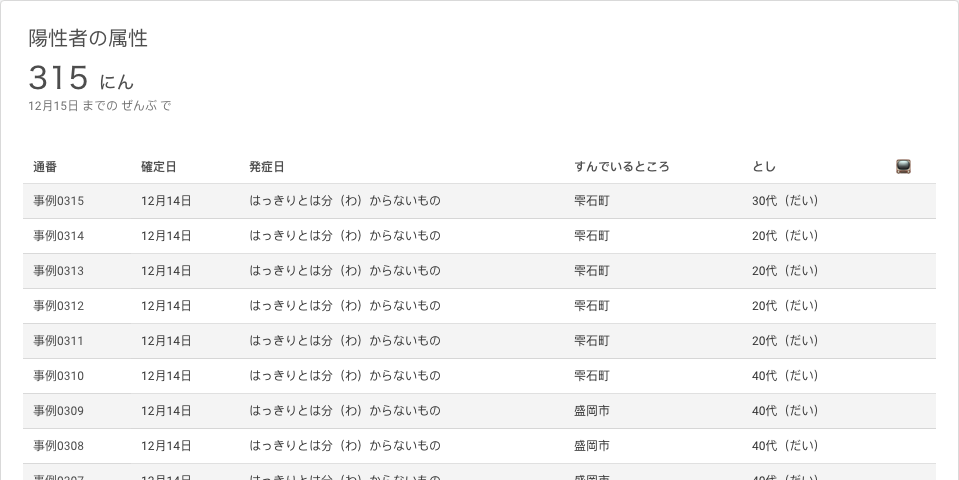 陽性者の属性
315 にん
12月15日 までの ぜんぶ で
通番 確定日 発症日 すんでいるところ とし
事例0315 12月14日 はっきりとは分（わ）からないもの 雫石町 30代（だい）
事例0314 12月14日 はっきりとは分（わ）からないもの 雫石町 20代（だい）
事例0313 12月14日 はっきりとは分（わ）からないもの 雫石町 20代（だい）
事例0312 12月14日 はっきりとは分（わ）からないもの 雫石町 20代（だい）
事例0311 12月14日 はっきりとは分（わ）からないもの 雫石町 20代（だい）
事例0310 12月14日 はっきりとは分（わ）からないもの 雫石町 40代（だい）
事例0309 12月14日 はっきりとは分（わ）からないもの 盛岡市 40代（だい）
事例0308 12月14日 はっきりとは分（わ）からないもの 盛岡市 40代（だい）